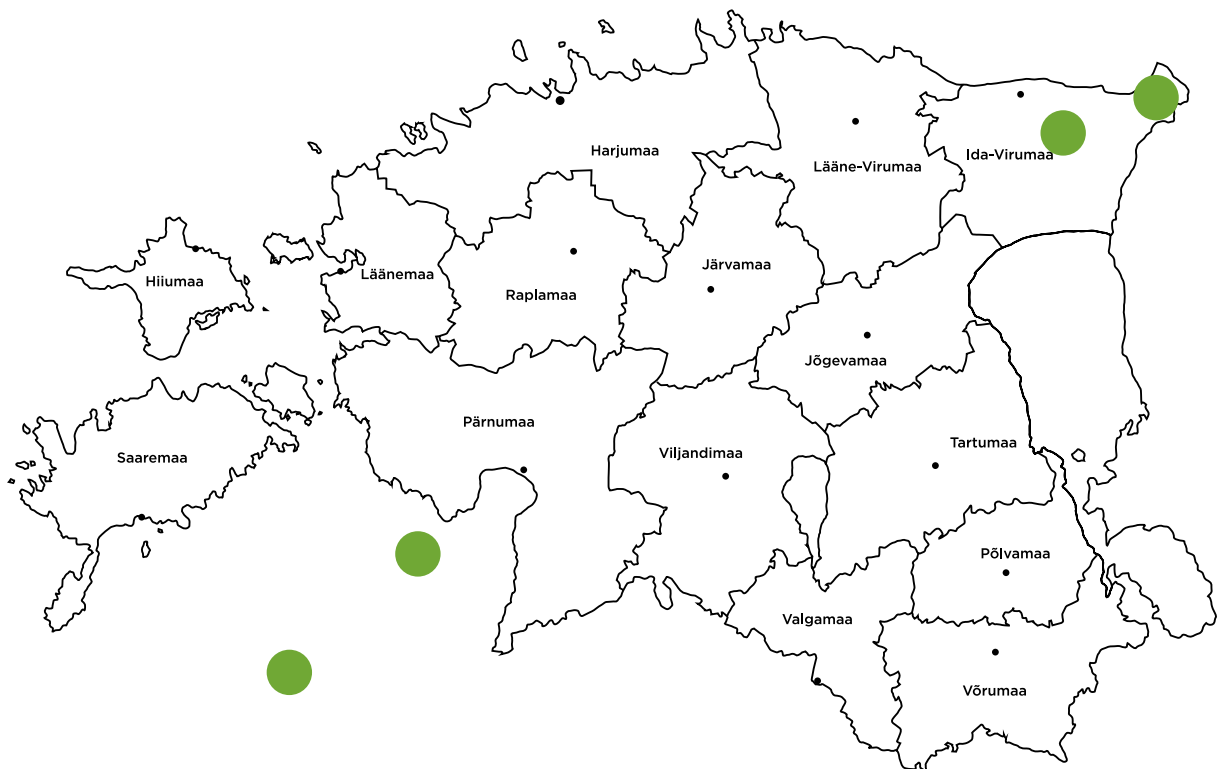 Harjumaa
Lääne-Virumaa
Ida-Virumaa
Hiiumaa
Läänemaa
Raplamaa
Järvamaa
Jõgevamaa
Pärnumaa
Tartumaa
Saaremaa
Viljandimaa
Põlvamaa
Valgamaa
Võrumaa